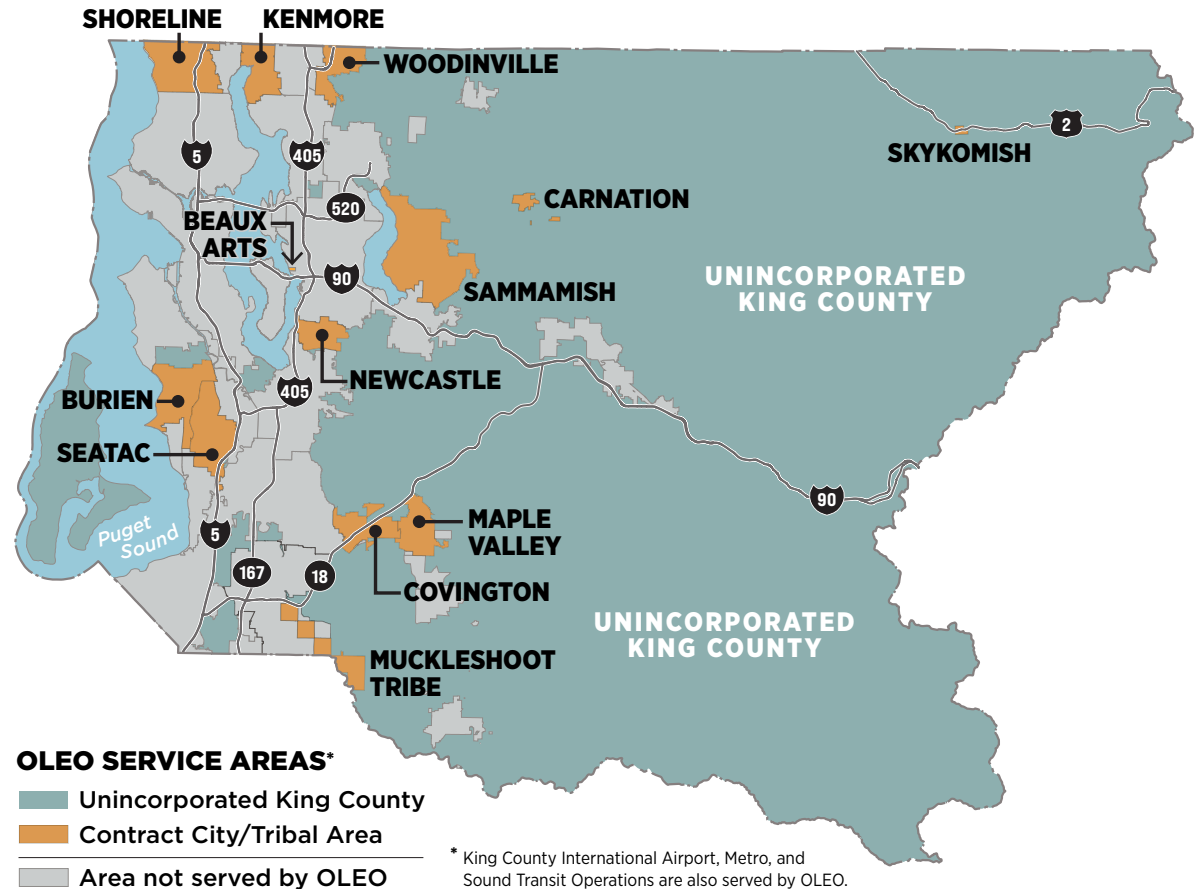 SHORELINE
KENMORE
WOODINVILLE
2
SKYKOMISH
5
405
CARNATION
520
BEAUX
ARTS
90
SAMMAMISH
UNINCORPORATED
KING COUNTY
NEWCASTLE
405
BURIEN
SEATAC
90
Puget
Sound
5
MAPLE
VALLEY
167
18
COVINGTON
UNINCORPORATED
KING COUNTY
MUCKLESHOOT
TRIBE
OLEO SERVICE AREAS*
Unincorporated King County
Contract City/Tribal Area
Area not served by OLEO
* King County International Airport, Metro, and
Sound Transit Operations are also served by OLEO.